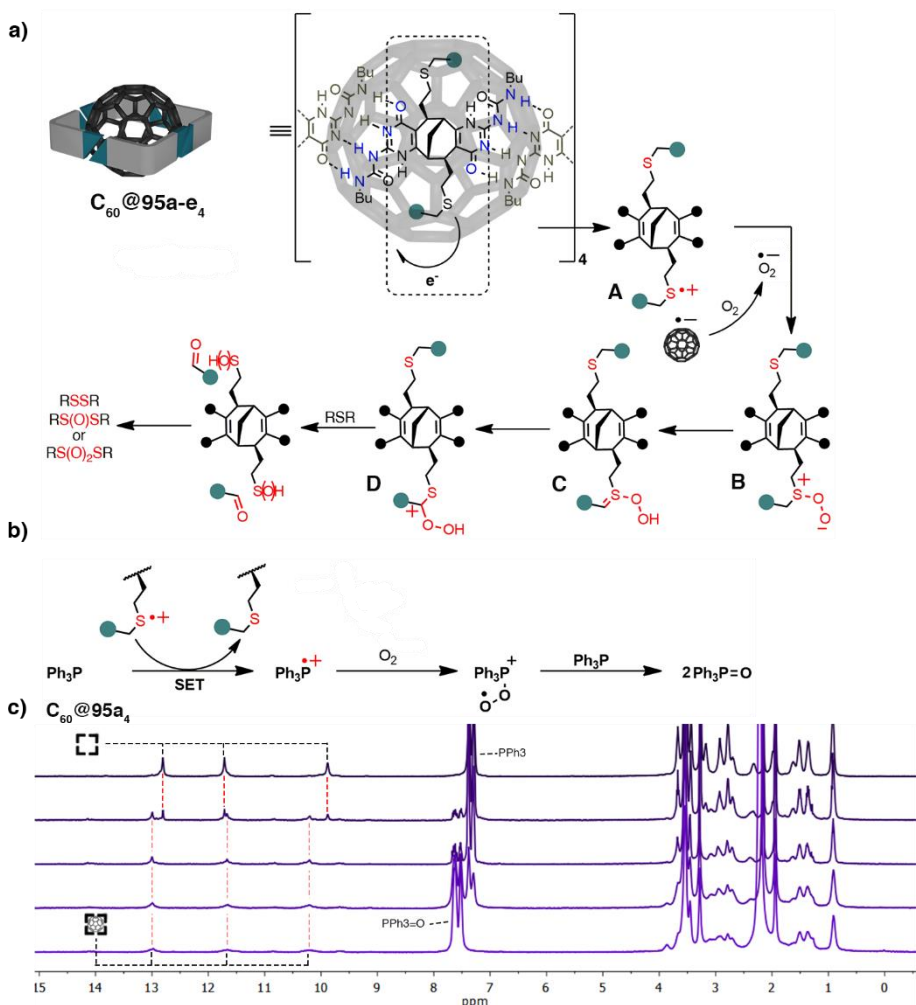 a)
C60@95a-e4
≡
Bu
N
H
O
S
e-
4
A
S•+
O2
•−
O2
•−
B
S
+
S
O
O
−
C
S
S
O
OH
D
S
S
+
O
OH
RSR
O
H(O)S
S(O)H
O
RSSR
RS(O)SR
or
RS(O)2SR
b)
S•+
S
Ph3P
SET
Ph3P•+
O2
Ph3P+
•O
O
Ph3P
2Ph3P=O
c)
C60@95a4
PPh3
PPh3=O
15 14 13 12 11 10 9 8 7 6 5 4 3 2 1 0
ppm